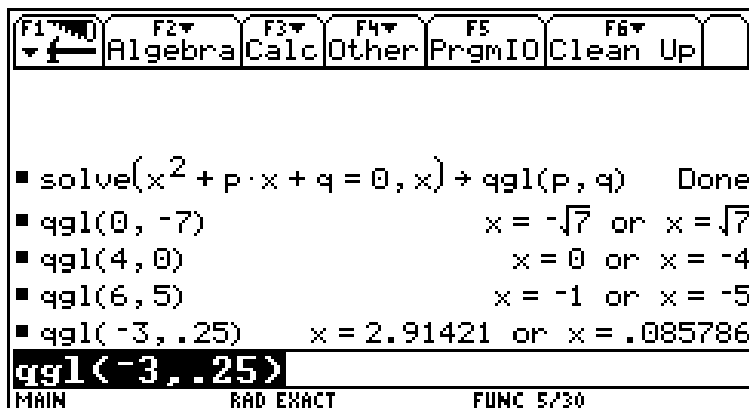 F1 F2 F3 F4 F5 F6
Algebra Calc Other PrgmIO Clean Up
solve(x² + p·x + q = 0, x) → qgl(p, q) Done
qgl(0, ⁻7) x = ⁻√7 or x = √7
qgl(4, 0) x = 0 or x = ⁻4
qgl(6, 5) x = ⁻1 or x = ⁻5
qgl(⁻3, .25) x = 2.91421 or x = .085786
qgl(⁻3,.25)
MAIN RAD EXACT FUNC 5/30